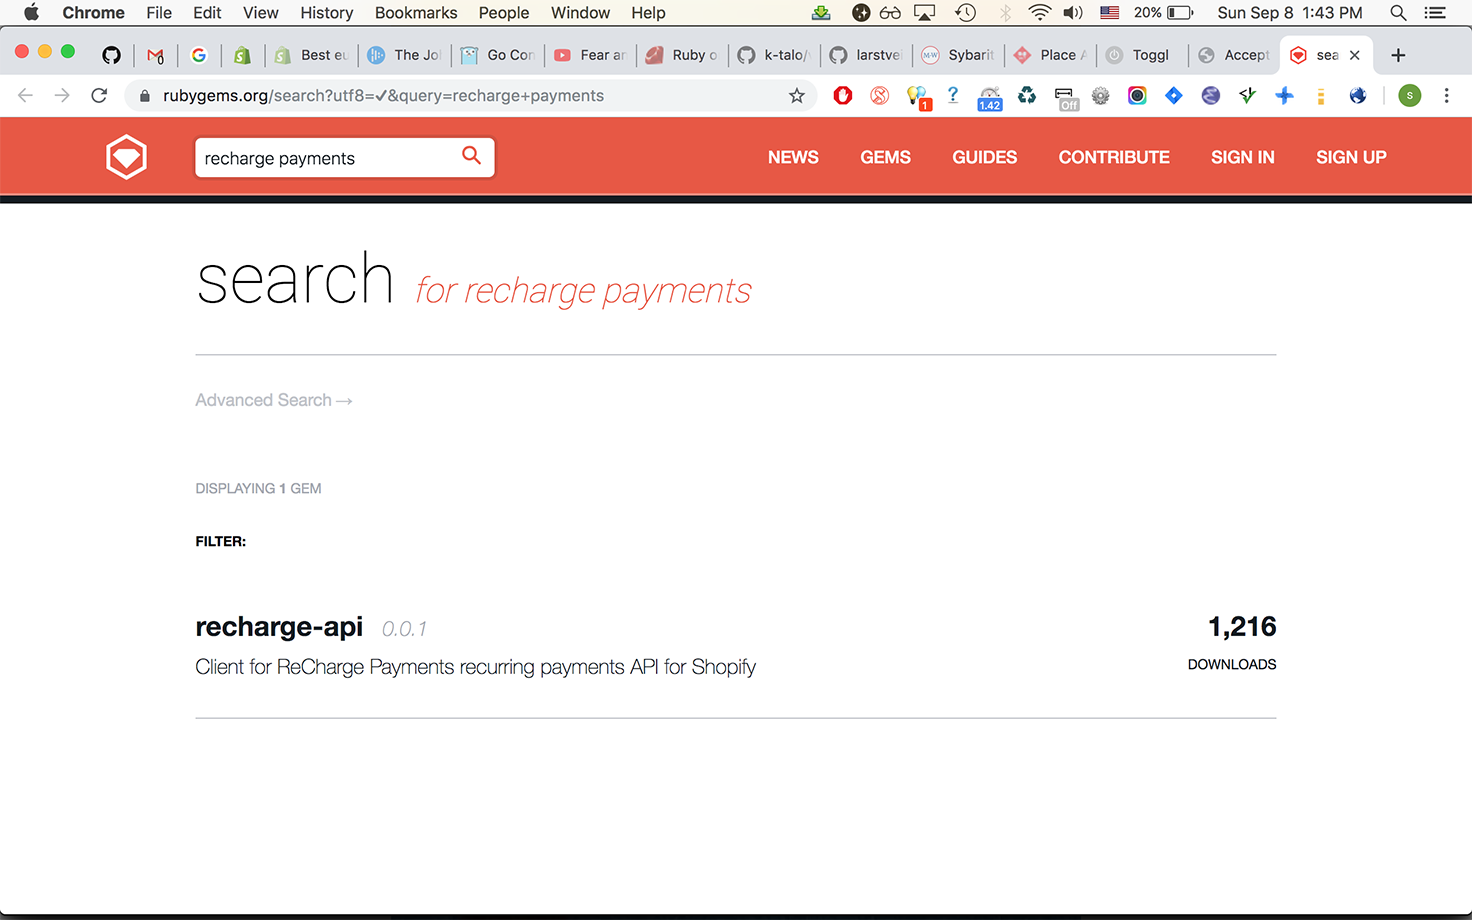 Chrome File Edit View History Bookmarks People Window Help 20% Sun Sep 8 1:43 PM
Best eu The Jol Go Con Fear an Ruby o k-talo/ larstve Sybarit Place A Toggl Accept sea
rubygems.org/search?utf8=✓&query=recharge+payments 1 ? 1.42 Off S
recharge payments NEWS GEMS GUIDES CONTRIBUTE SIGN IN SIGN UP
search for recharge payments
Advanced Search →
DISPLAYING 1 GEM
FILTER:
recharge-api 0.0.1 1,216
Client for ReCharge Payments recurring payments API for Shopify DOWNLOADS